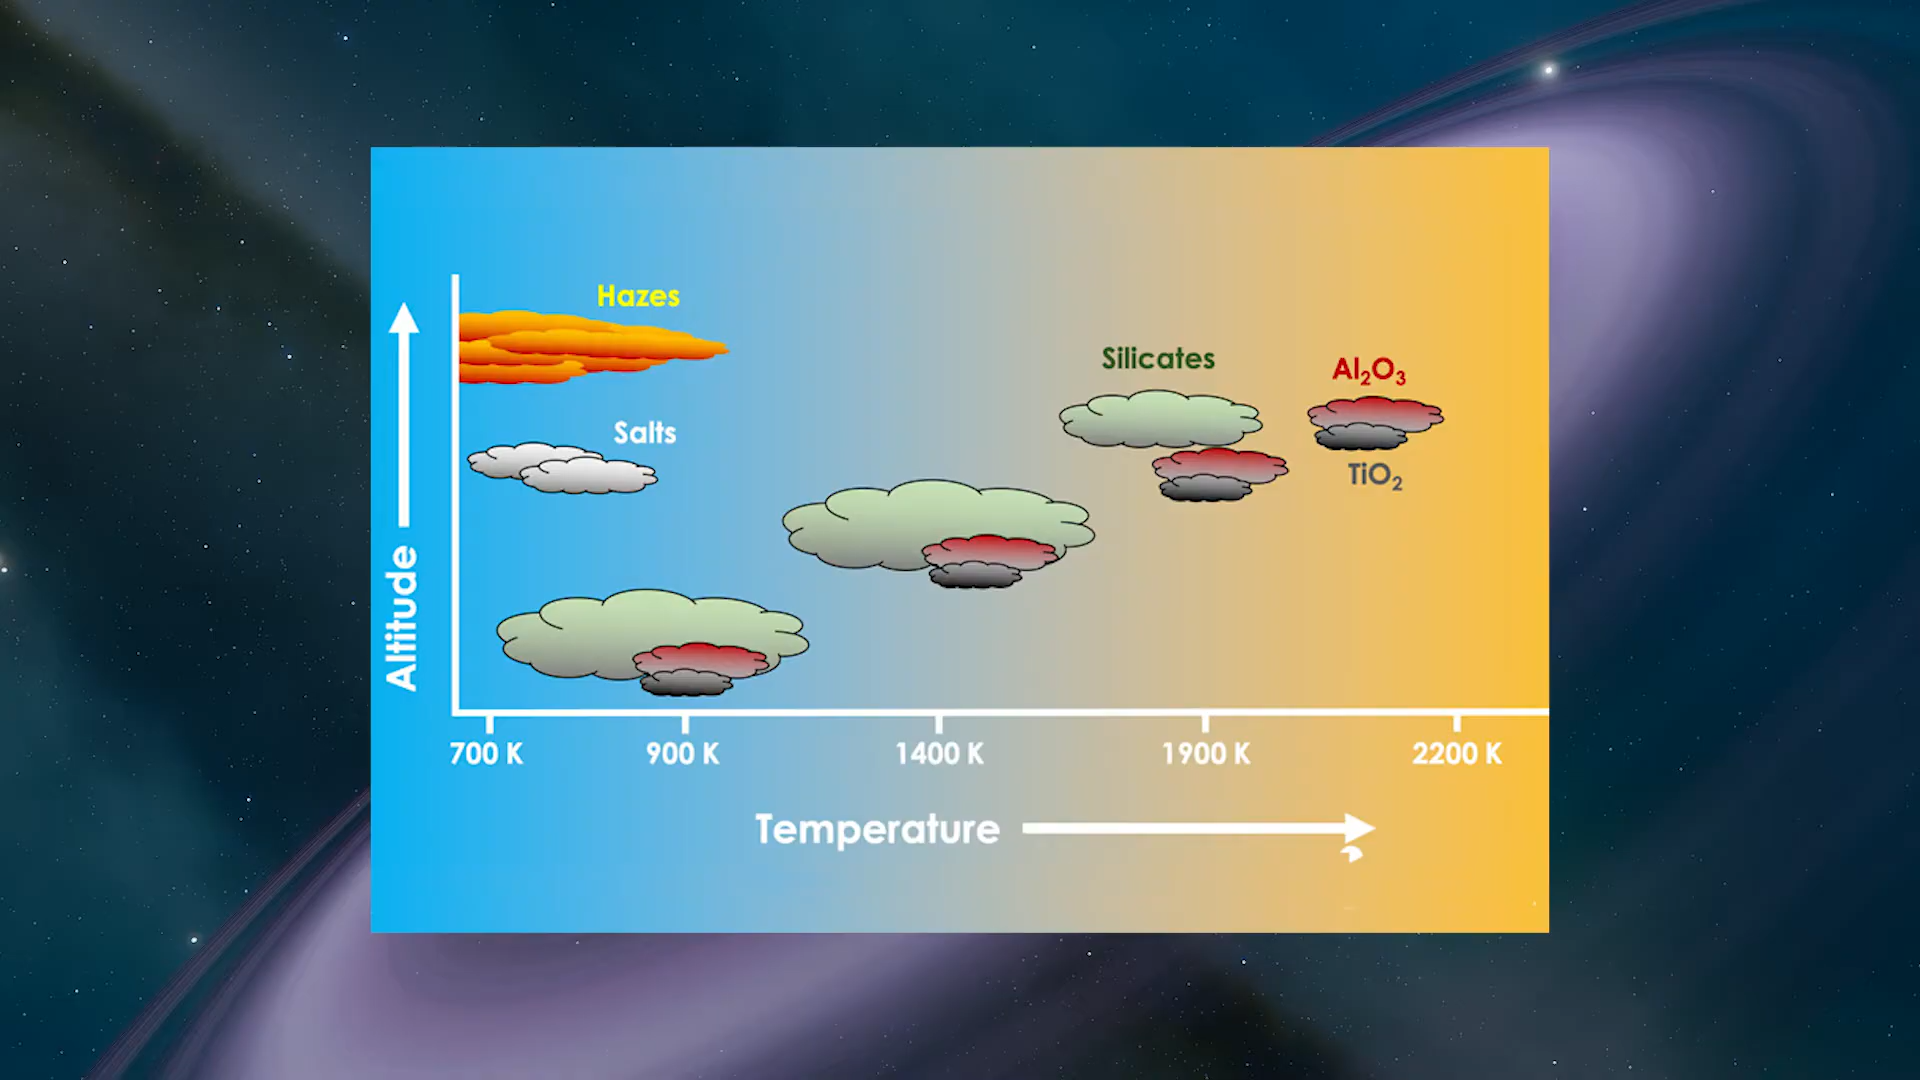 Hazes
Silicates
Al₂O₃
Salts
TiO₂
Altitude
700 K
900 K
1400 K
1900 K
2200 K
Temperature